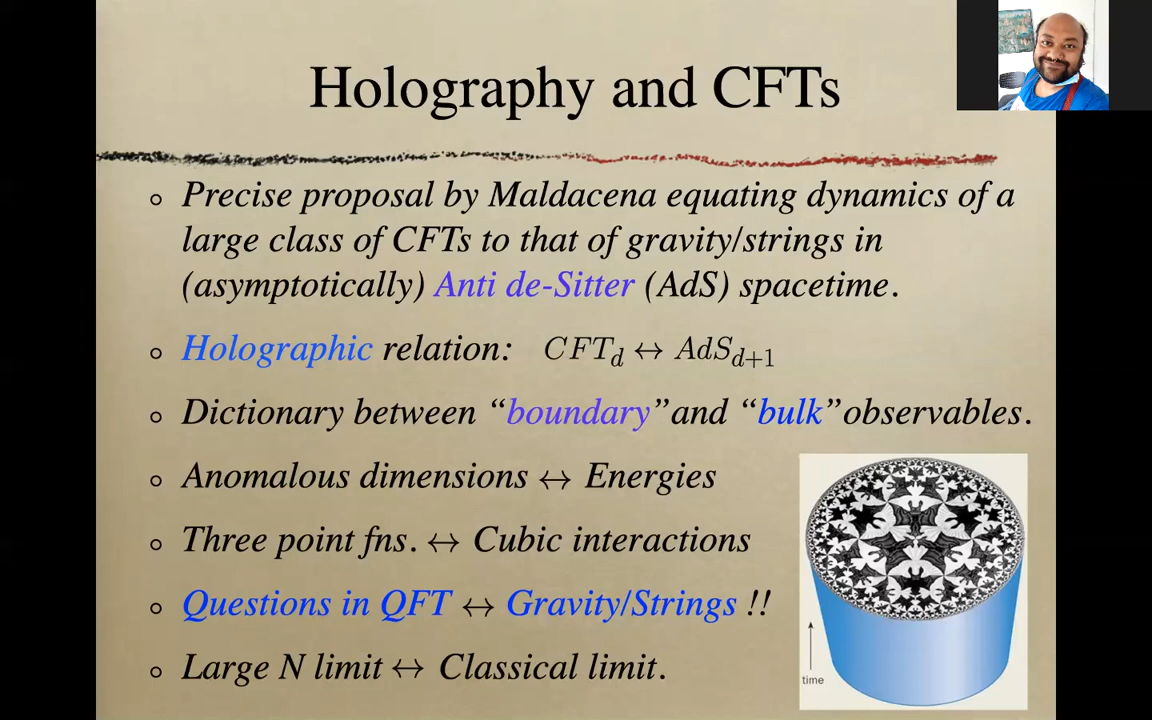 Holography and CFTs
Precise proposal by Maldacena equating dynamics of a
large class of CFTs to that of gravity/strings in
(asymptotically) Anti de-Sitter (AdS) spacetime.
Holographic relation: CFT_d ↔ AdS_{d+1}
Dictionary between “boundary”and “bulk”observables.
Anomalous dimensions ↔ Energies
Three point fns. ↔ Cubic interactions
Questions in QFT ↔ Gravity/Strings !!
Large N limit ↔ Classical limit.
time